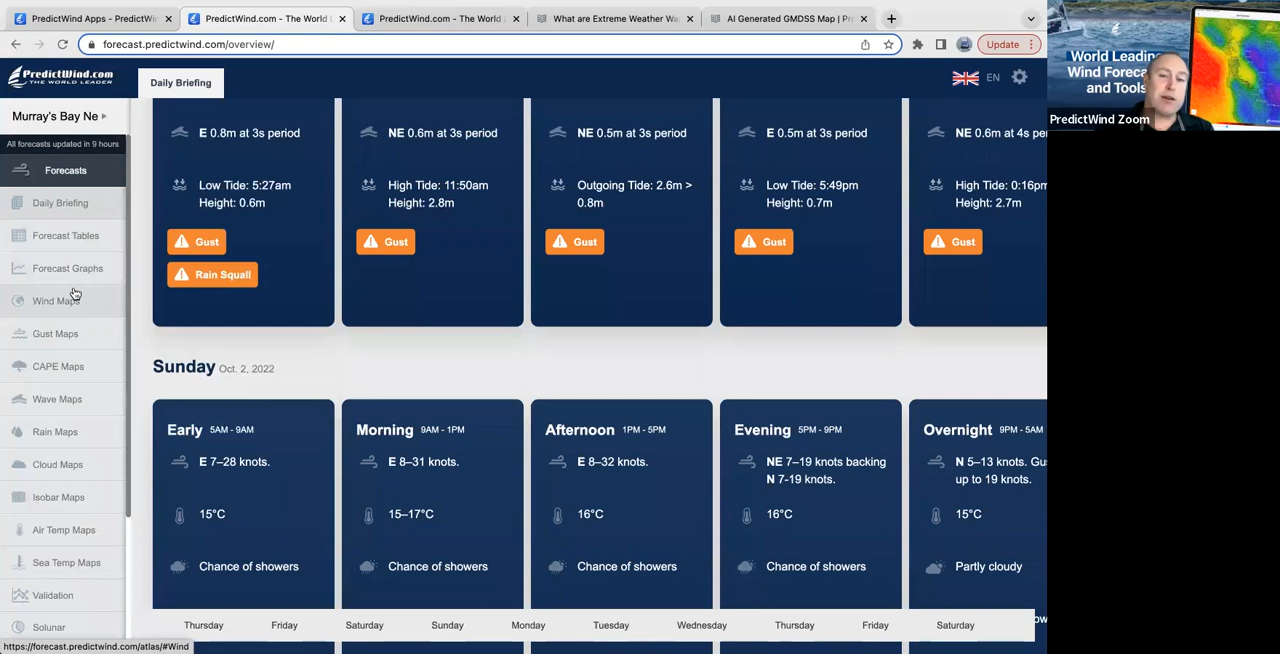 PredictWind Apps - PredictWin
PredictWind.com - The World L
PredictWind.com - The World
What are Extreme Weather Wa
AI Generated GMDSS Map | Pr
forecast.predictwind.com/overview/
Update
PredictWind.com
THE WORLD LEADER
Daily Briefing
EN
World Leading
Wind Foreca
and Tools
PredictWind Zoom
Murray's Bay Ne
All forecasts updated in 9 hours
Forecasts
Daily Briefing
Forecast Tables
Forecast Graphs
Wind Maps
Gust Maps
CAPE Maps
Wave Maps
Rain Maps
Cloud Maps
Isobar Maps
Air Temp Maps
Sea Temp Maps
Validation
Solunar
E 0.8m at 3s period
Low Tide: 5:27am
Height: 0.6m
Gust
Rain Squall
NE 0.6m at 3s period
High Tide: 11:50am
Height: 2.8m
Gust
NE 0.5m at 3s period
Outgoing Tide: 2.6m >
0.8m
Gust
E 0.5m at 3s period
Low Tide: 5:49pm
Height: 0.7m
Gust
NE 0.6m at 4s pe
High Tide: 0:16pm
Height: 2.7m
Gust
Sunday Oct. 2, 2022
Early 5AM - 9AM
E 7–28 knots.
15°C
Chance of showers
Morning 9AM - 1PM
E 8–31 knots.
15–17°C
Chance of showers
Afternoon 1PM - 5PM
E 8–32 knots.
16°C
Chance of showers
Evening 5PM - 9PM
NE 7–19 knots backing
N 7-19 knots.
16°C
Chance of showers
Overnight 9PM - 5AM
N 5–13 knots. Gu
up to 19 knots.
15°C
Partly cloudy
Thursday Friday Saturday Sunday Monday Tuesday Wednesday Thursday Friday Saturday
https://forecast.predictwind.com/atlas/#Wind